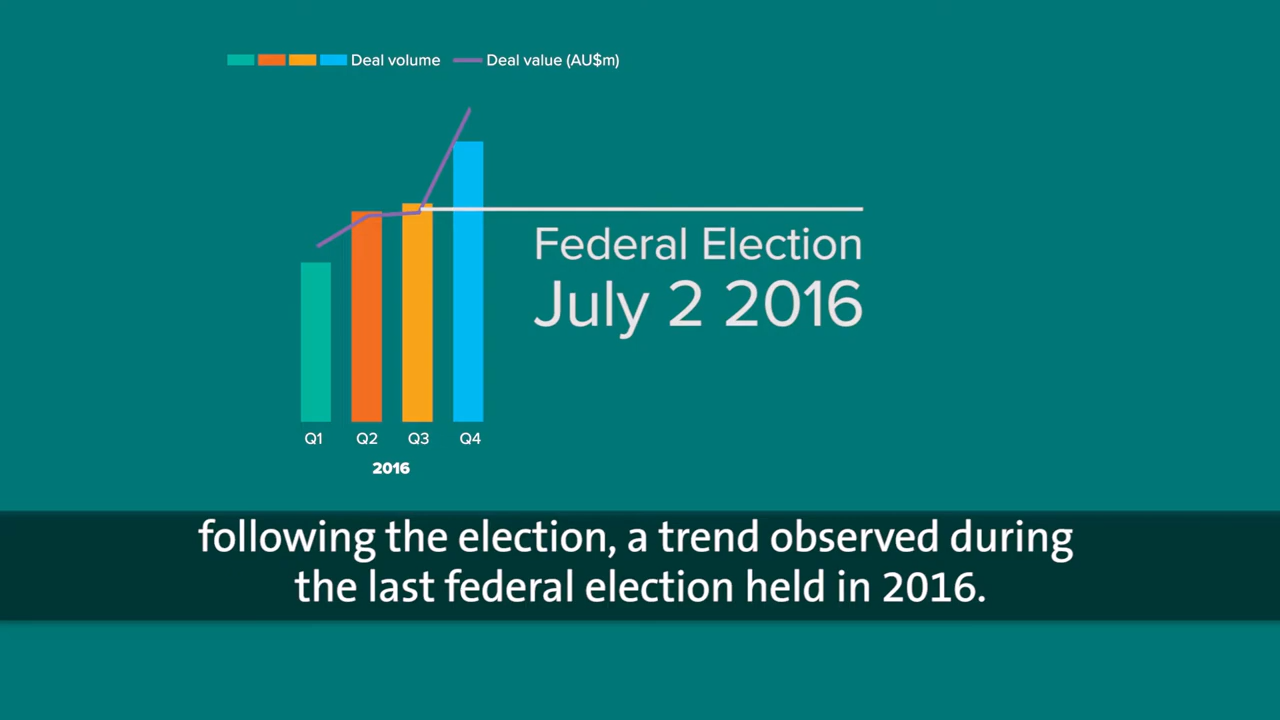 Deal volume Deal value (AU$m)
Federal Election
July 2 2016
Q1 Q2 Q3 Q4
2016
following the election, a trend observed during
the last federal election held in 2016.